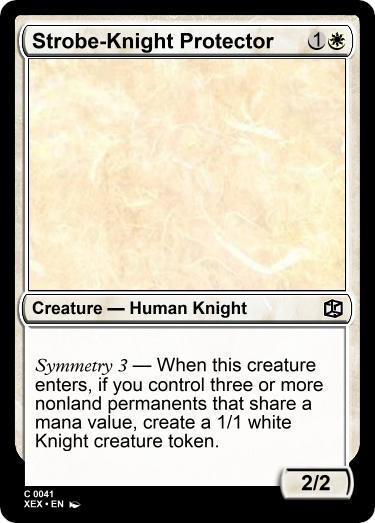 Strobe-Knight Protector 1
Creature — Human Knight
Symmetry 3 — When this creature
enters, if you control three or more
nonland permanents that share a
mana value, create a 1/1 white
Knight creature token.
2/2
C 0041
XEX • EN